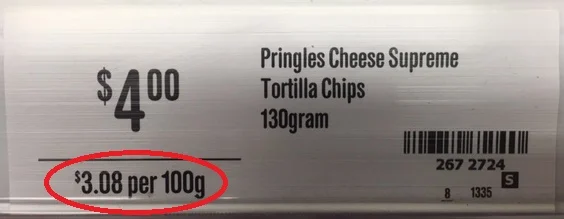 $4.00
$3.08 per 100g
Pringles Cheese Supreme
Tortilla Chips
130gram
267 2724
S
8 1335